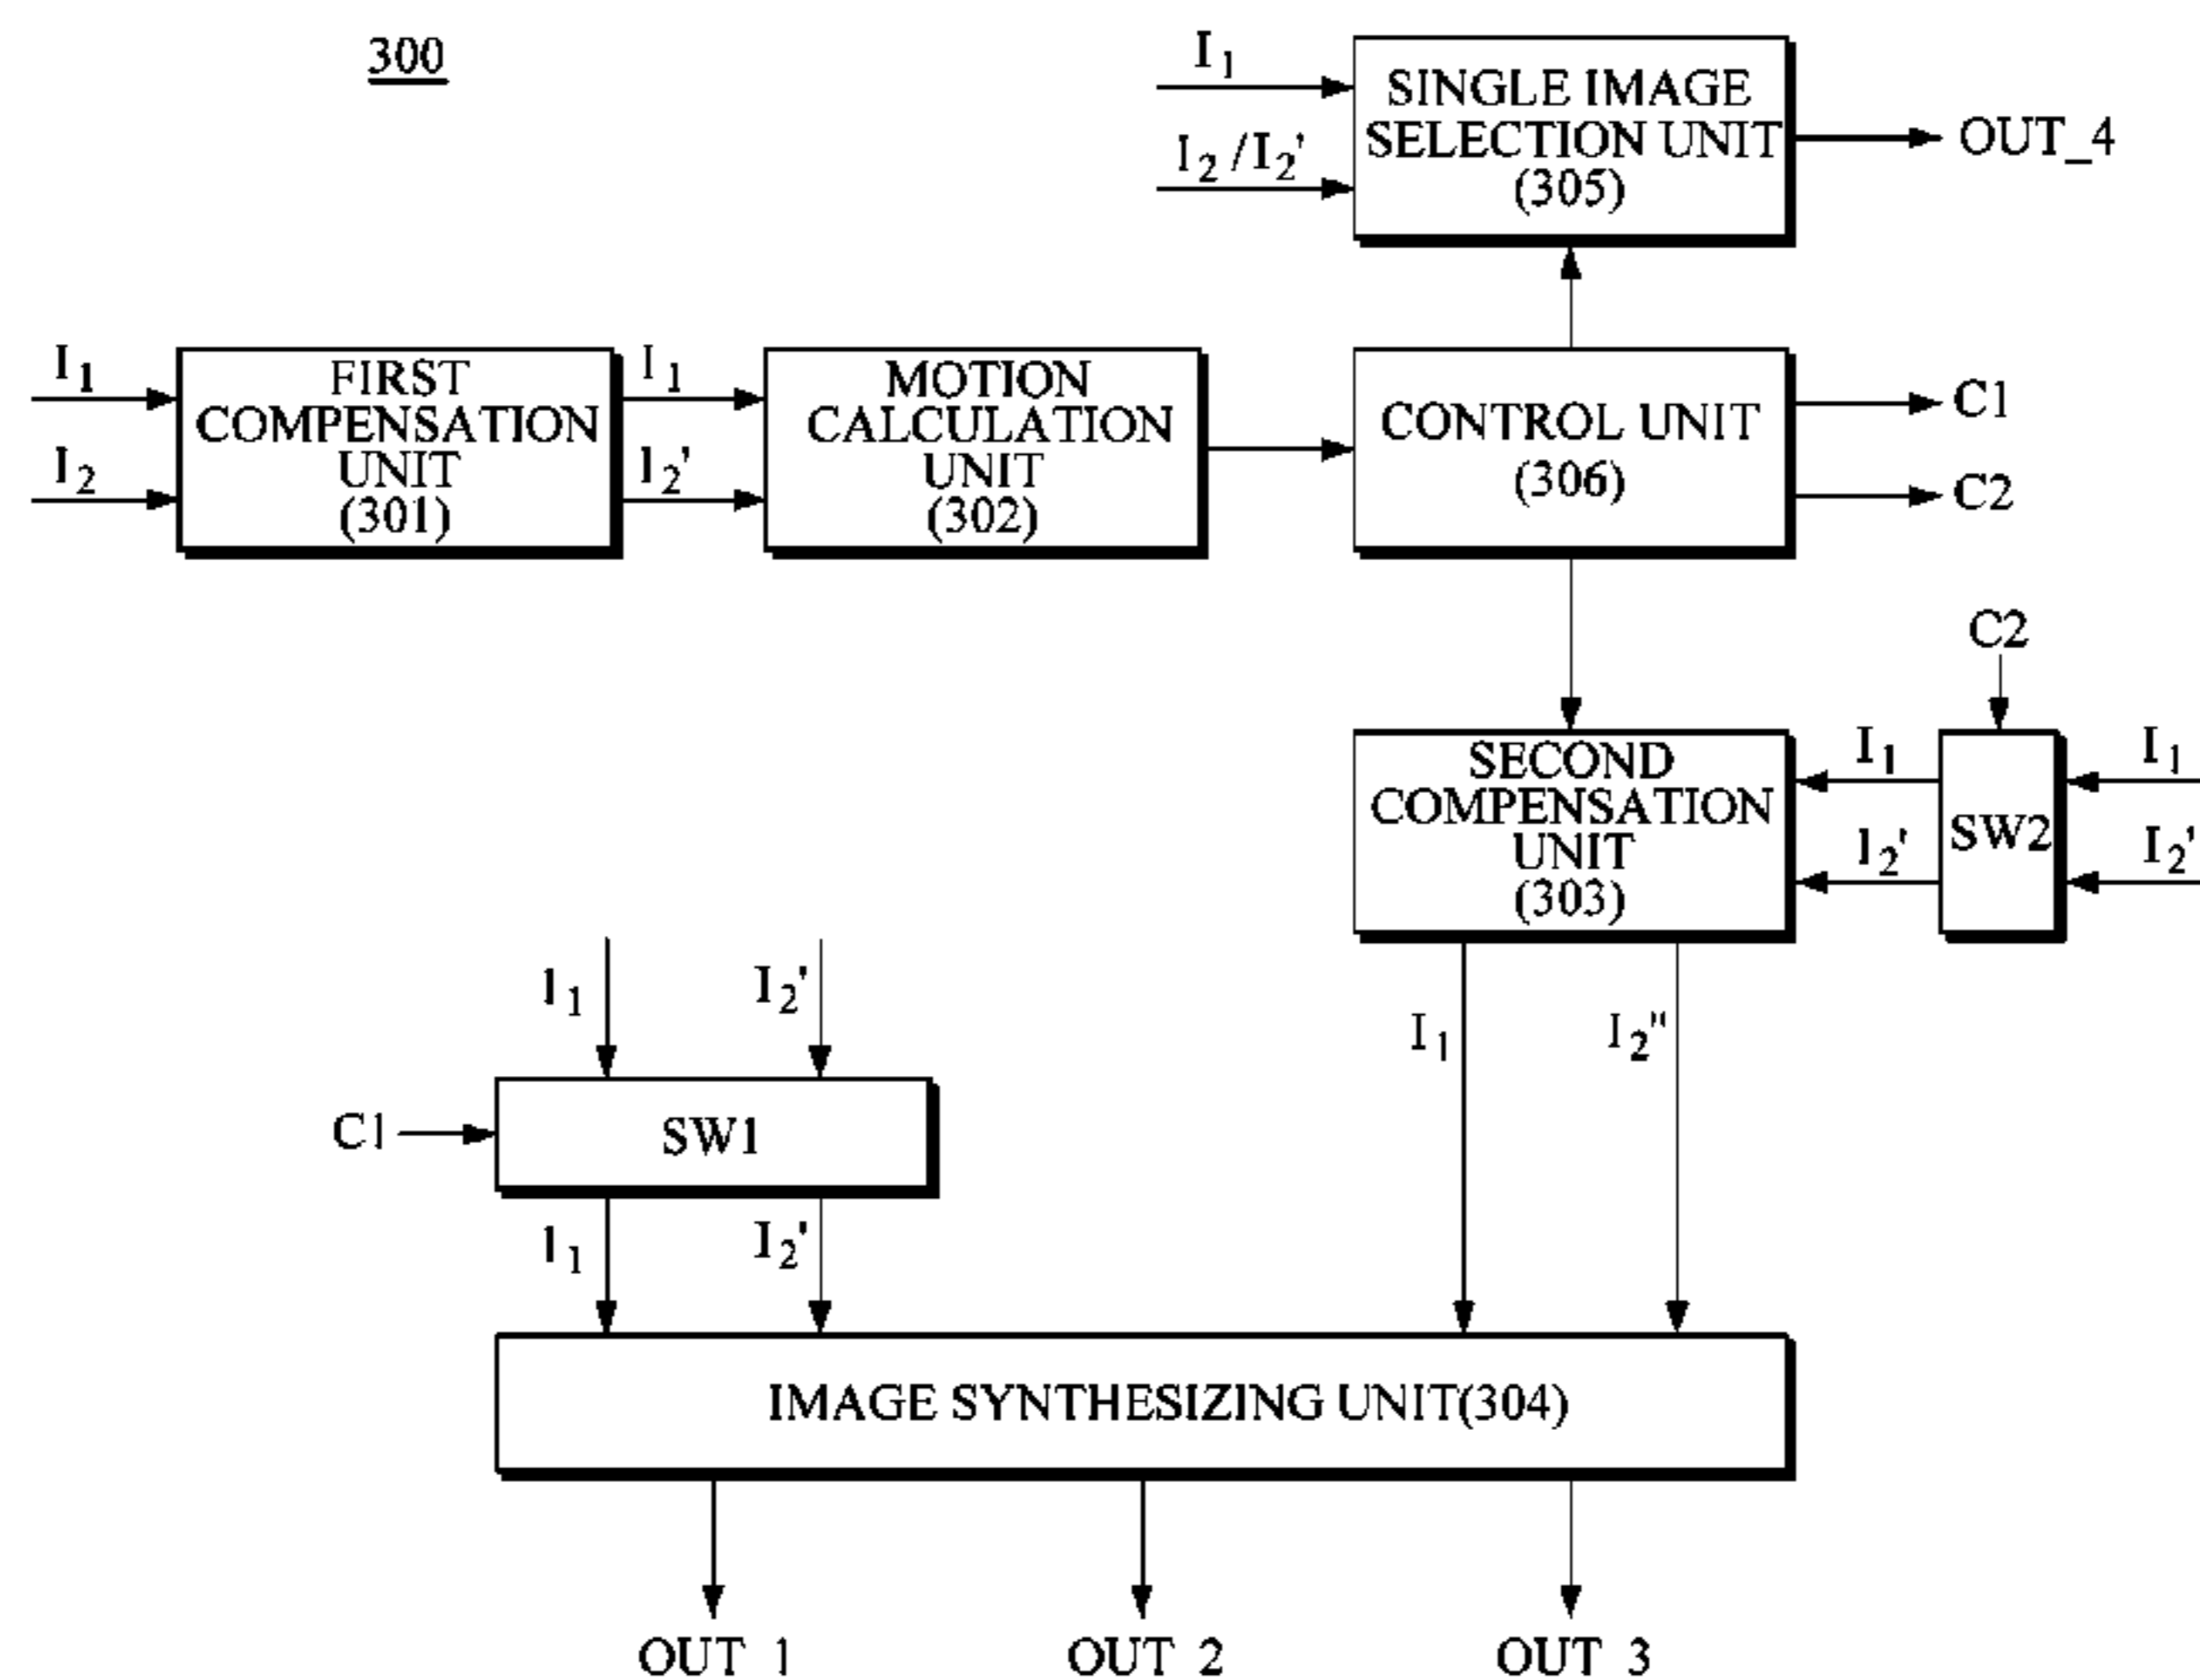 300
I1
I2 /I2'
SINGLE IMAGE
SELECTION UNIT
(305)
OUT_4
I1
I2
FIRST
COMPENSATION
UNIT
(301)
I1
I2'
MOTION
CALCULATION
UNIT
(302)
CONTROL UNIT
(306)
C1
C2
C2
SECOND
COMPENSATION
UNIT
(303)
I1
I2'
SW2
I1
I2'
I1
I2'
C1
SW1
I1
I2'
I1
I2"
IMAGE SYNTHESIZING UNIT(304)
OUT_1
OUT_2
OUT_3